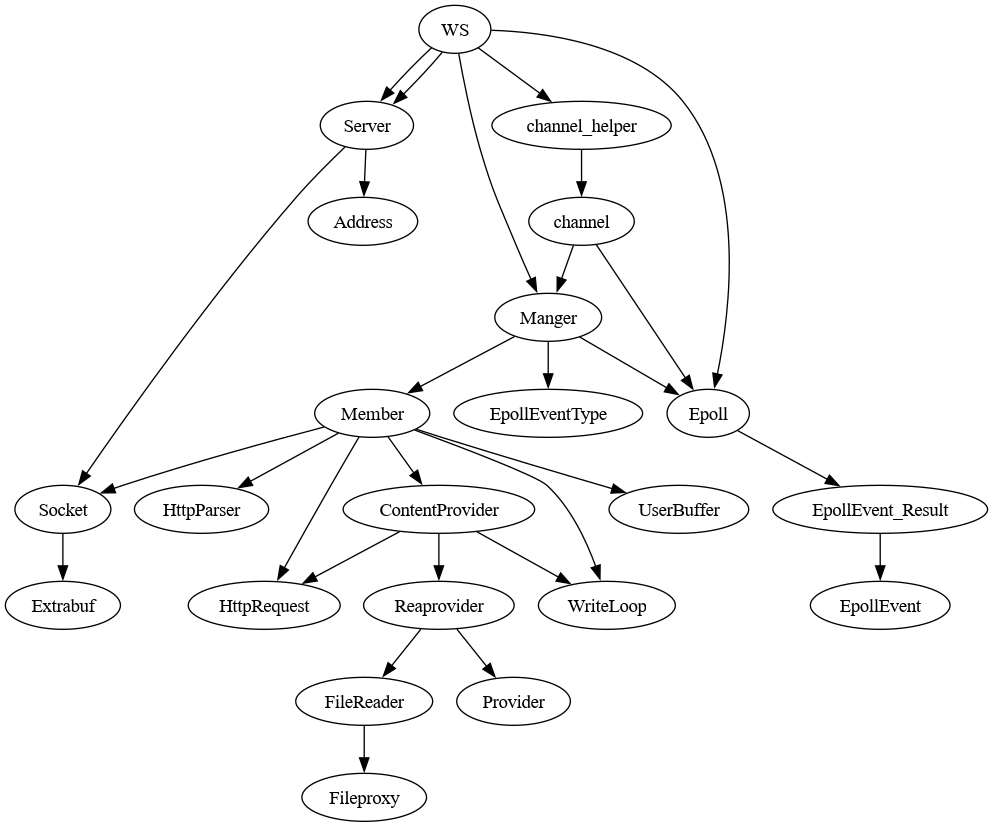 WS
Server
channel_helper
Address
channel
Manger
Member
EpollEventType
Epoll
Socket
HttpParser
ContentProvider
UserBuffer
EpollEvent_Result
Extrabuf
HttpRequest
Reaprovider
WriteLoop
EpollEvent
FileReader
Provider
Fileproxy